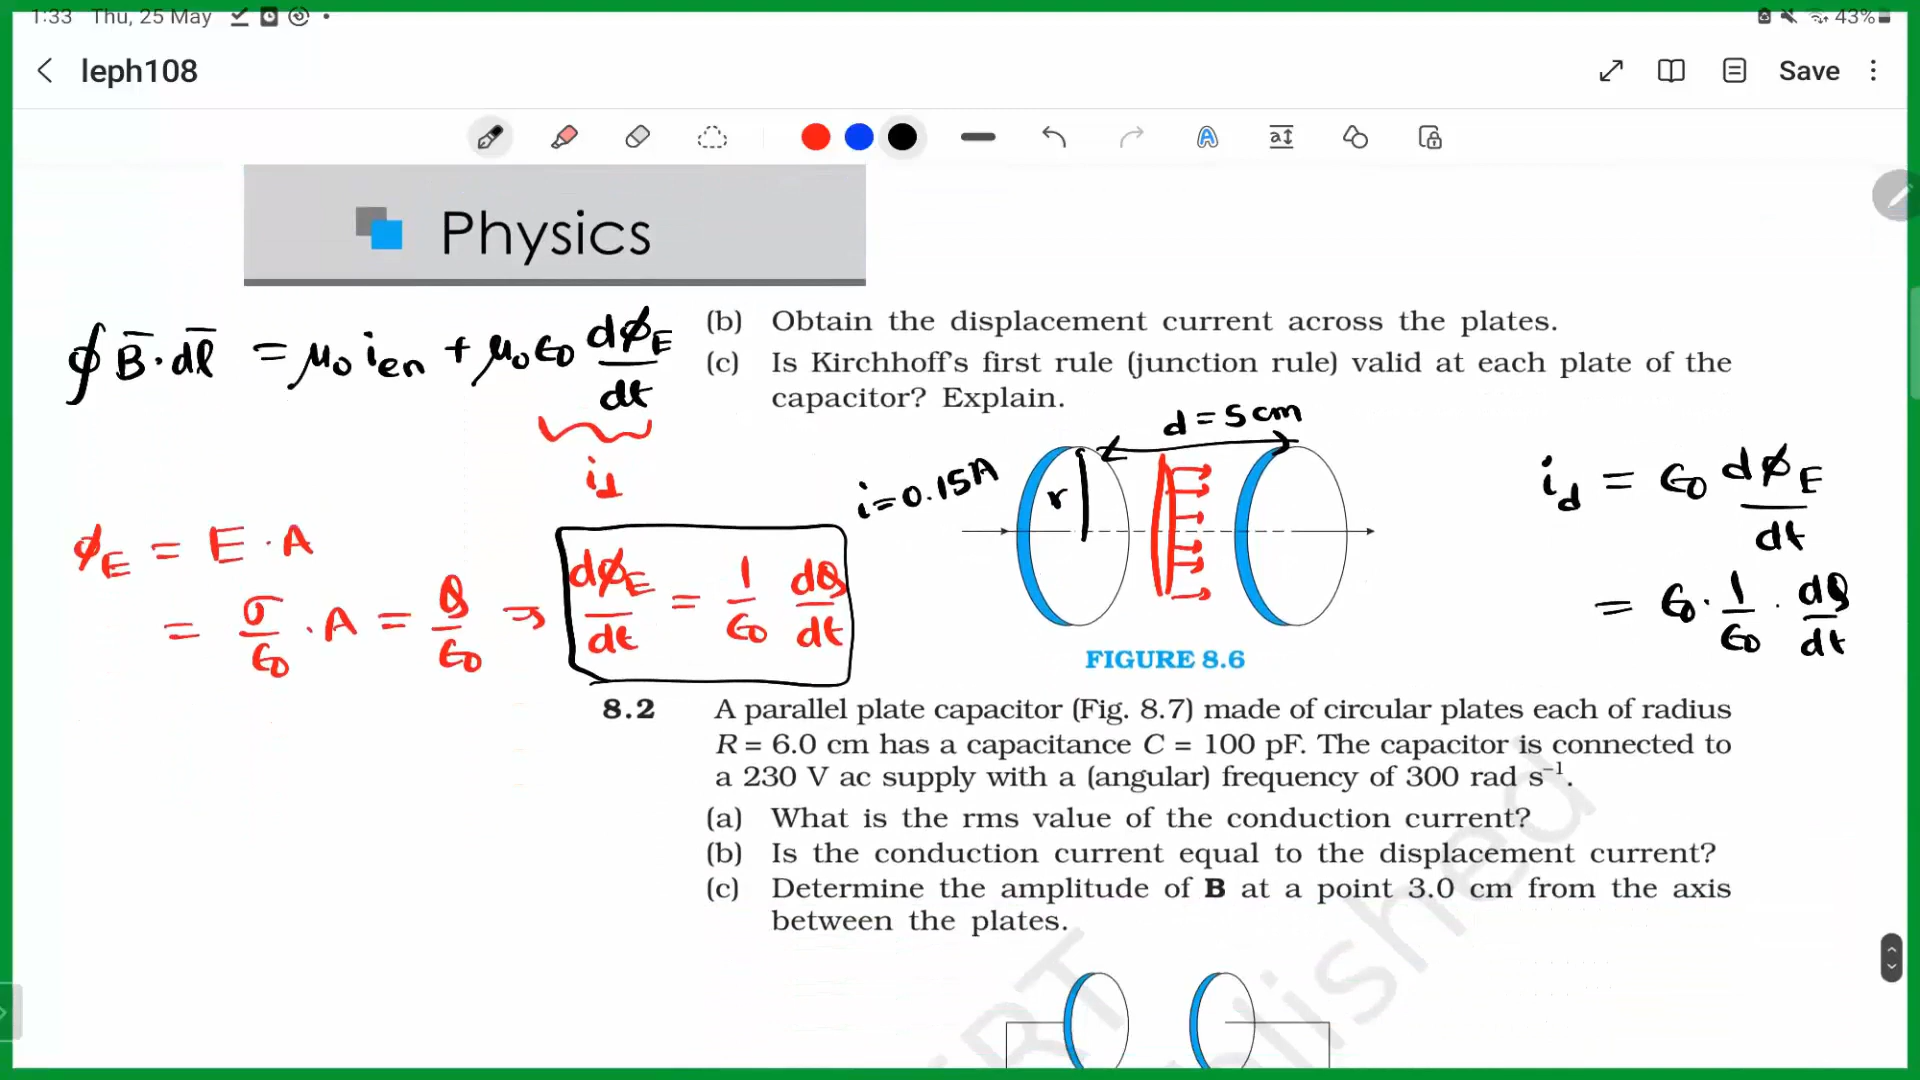 1:33 Thu, 25 May
43%
leph108
Save
Physics
∮ B̅ · dl̅ = μ₀ i_en + μ₀ ϵ₀ dϕ_E/dt
i_d
(b) Obtain the displacement current across the plates.
(c) Is Kirchhoff's first rule (junction rule) valid at each plate of the
capacitor? Explain.
d = 5 cm
i = 0.15A
r
i_d = ϵ₀ dϕ_E/dt
= ϵ₀ · 1/ϵ₀ · dQ/dt
ϕ_E = E · A
= σ/ϵ₀ · A = Q/ϵ₀ ⇒ dϕ_E/dt = 1/ϵ₀ dQ/dt
FIGURE 8.6
8.2 A parallel plate capacitor (Fig. 8.7) made of circular plates each of radius
R = 6.0 cm has a capacitance C = 100 pF. The capacitor is connected to
a 230 V ac supply with a (angular) frequency of 300 rad s⁻¹.
(a) What is the rms value of the conduction current?
(b) Is the conduction current equal to the displacement current?
(c) Determine the amplitude of B at a point 3.0 cm from the axis
between the plates.